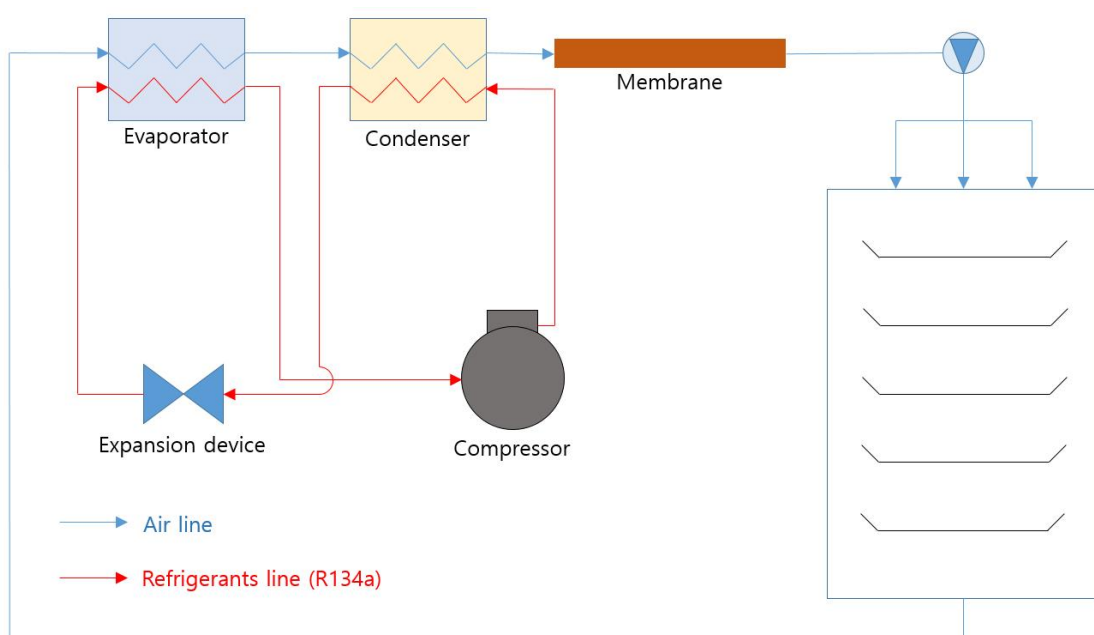 Membrane
Evaporator
Condenser
Expansion device
Compressor
Air line
Refrigerants line (R134a)